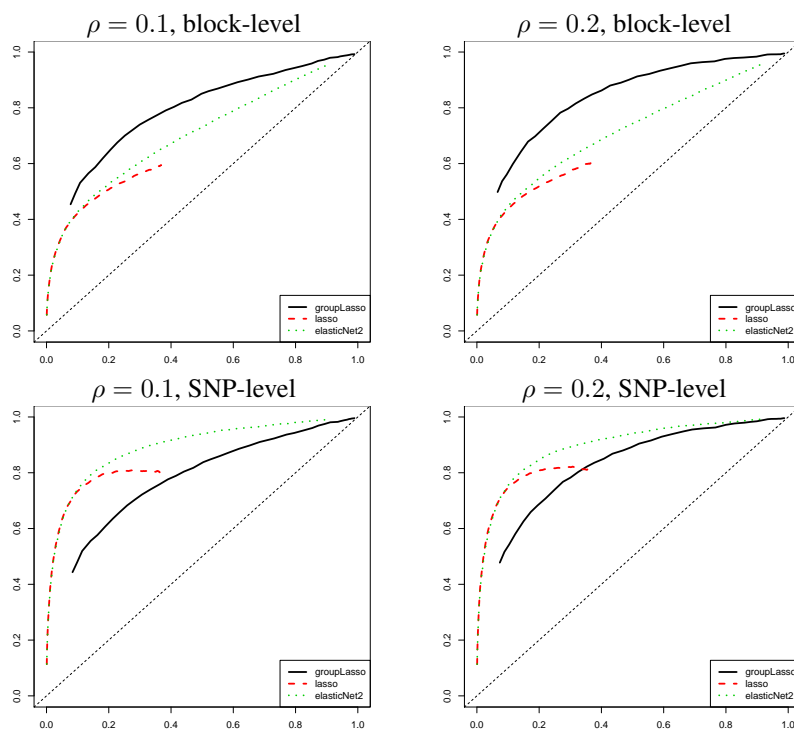 ρ = 0.1, block-level
1.0
0.8
0.6
0.4
0.2
0.0
groupLasso
lasso
elasticNet2
0.0 0.2 0.4 0.6 0.8 1.0
ρ = 0.2, block-level
1.0
0.8
0.6
0.4
0.2
0.0
groupLasso
lasso
elasticNet2
0.0 0.2 0.4 0.6 0.8 1.0
ρ = 0.1, SNP-level
1.0
0.8
0.6
0.4
0.2
0.0
groupLasso
lasso
elasticNet2
0.0 0.2 0.4 0.6 0.8 1.0
ρ = 0.2, SNP-level
1.0
0.8
0.6
0.4
0.2
0.0
groupLasso
lasso
elasticNet2
0.0 0.2 0.4 0.6 0.8 1.0